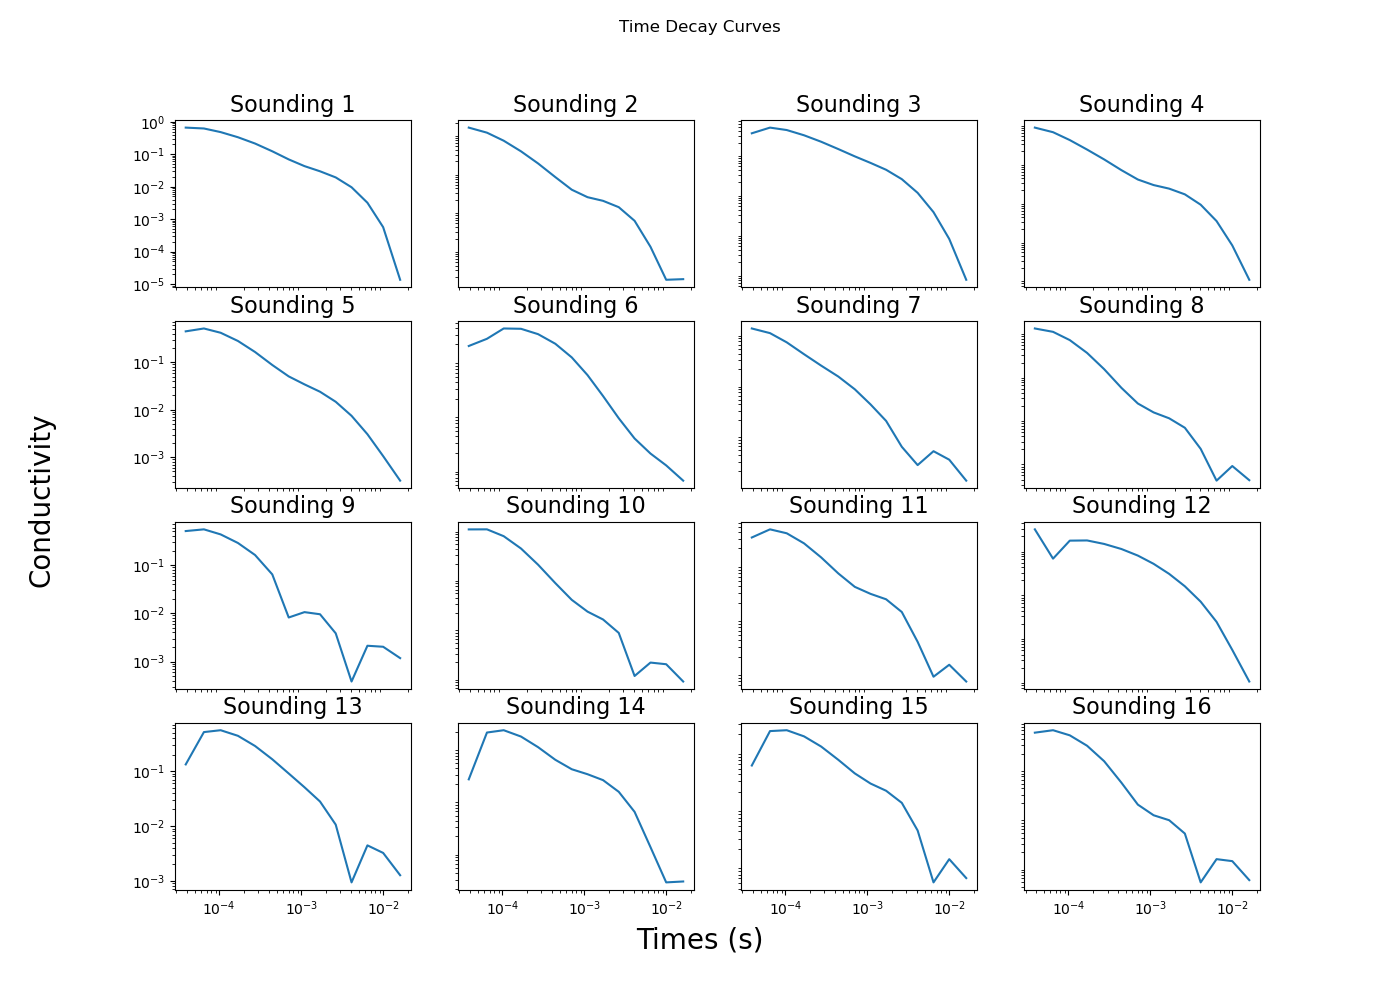 Time Decay Curves
Sounding 1 Sounding 2 Sounding 3 Sounding 4
10⁰
10⁻¹
10⁻²
10⁻³
10⁻⁴
10⁻⁵
Sounding 5 Sounding 6 Sounding 7 Sounding 8
10⁻¹
10⁻²
10⁻³
Conductivity
Sounding 9 Sounding 10 Sounding 11 Sounding 12
10⁻¹
10⁻²
10⁻³
Sounding 13 Sounding 14 Sounding 15 Sounding 16
10⁻¹
10⁻²
10⁻³
10⁻⁴ 10⁻³ 10⁻² 10⁻⁴ 10⁻³ 10⁻² 10⁻⁴ 10⁻³ 10⁻² 10⁻⁴ 10⁻³ 10⁻²
Times (s)